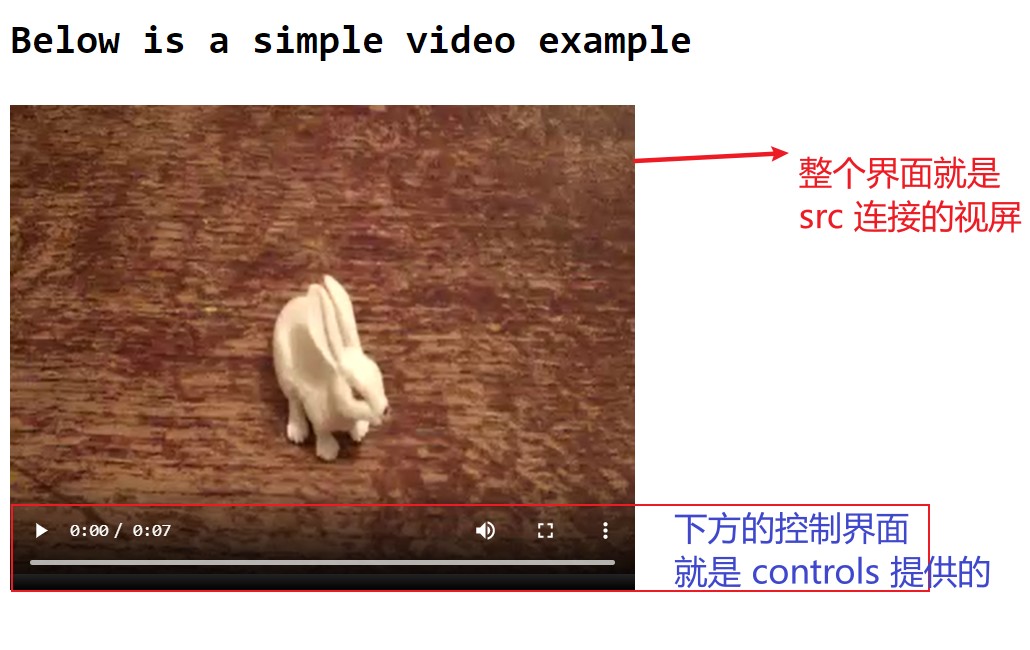 Below is a simple video example
整个界面就是
src 连接的视屏
0:00 / 0:07
下方的控制界面
就是 controls 提供的